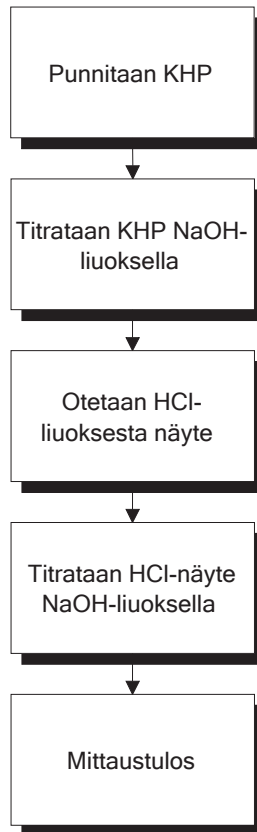 Punnitaan KHP
Titrataan KHP NaOH-
liuoksella
Otetaan HCl-
liuoksesta näyte
Titrataan HCl-näyte
NaOH-liuoksella
Mittaustulos